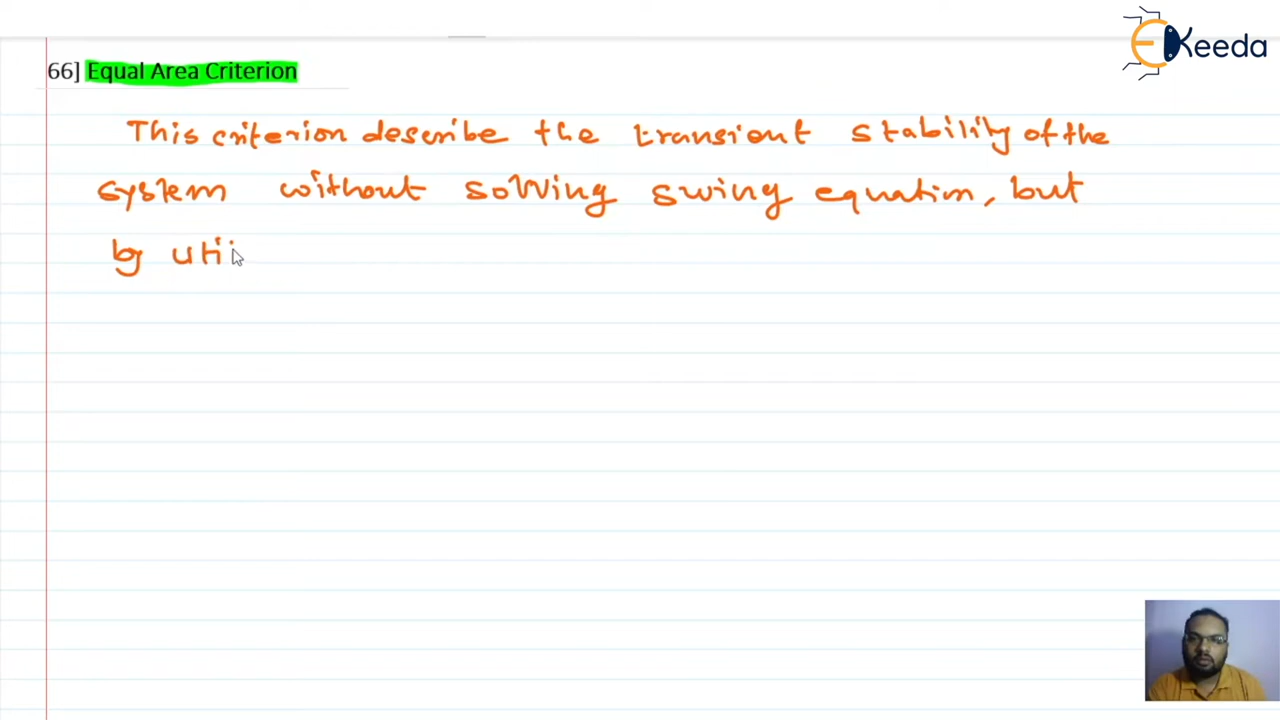 EKeeda
66] Equal Area Criterion
This criterion describe the transient stability of the
system without solving swing equation, but
by uti